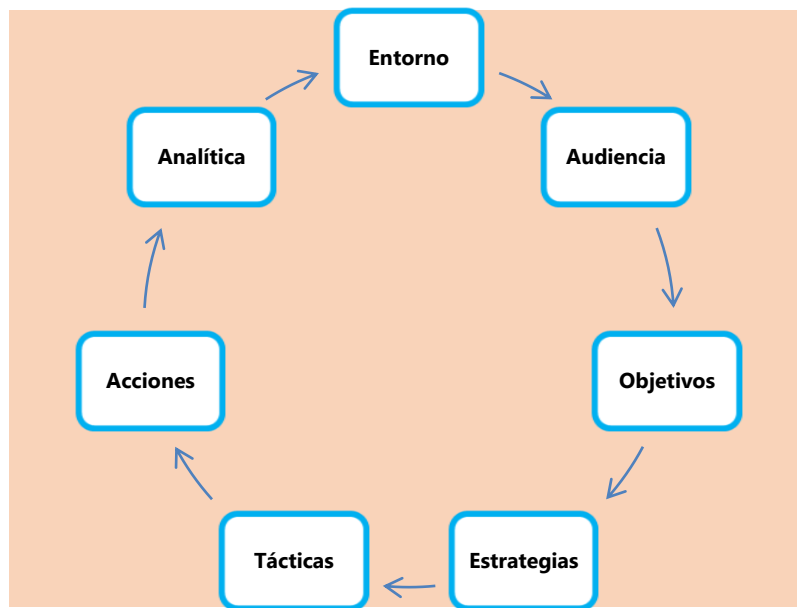 Entorno
Audiencia
Objetivos
Estrategias
Tácticas
Acciones
Analítica